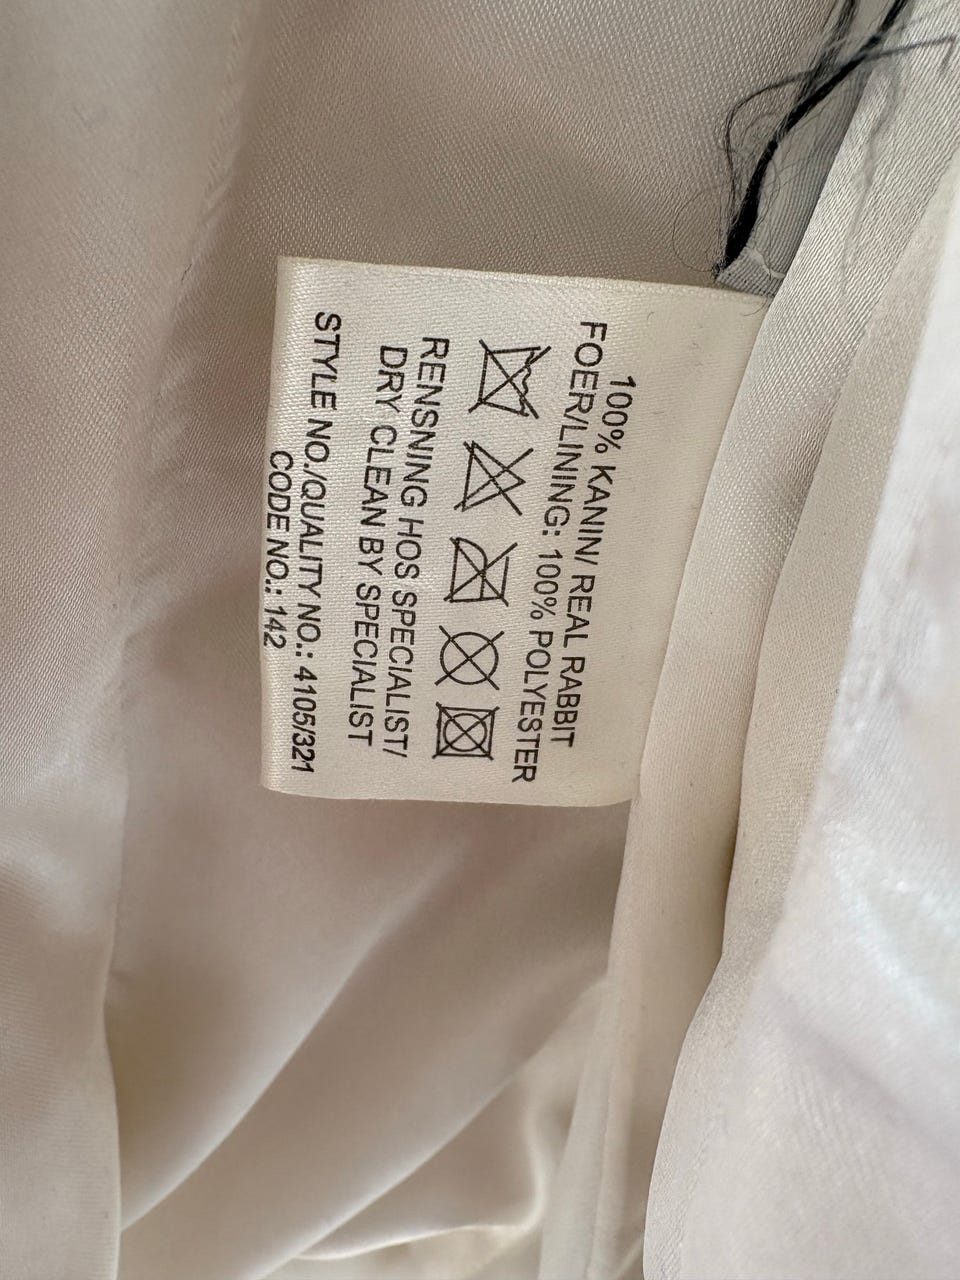 100% KANIN/ REAL RABBIT
FOER/LINING: 100% POLYESTER
RENSNING HOS SPECIALIST/
DRY CLEAN BY SPECIALIST
STYLE NO./QUALITY NO.: 4105/321
CODE NO.: 142